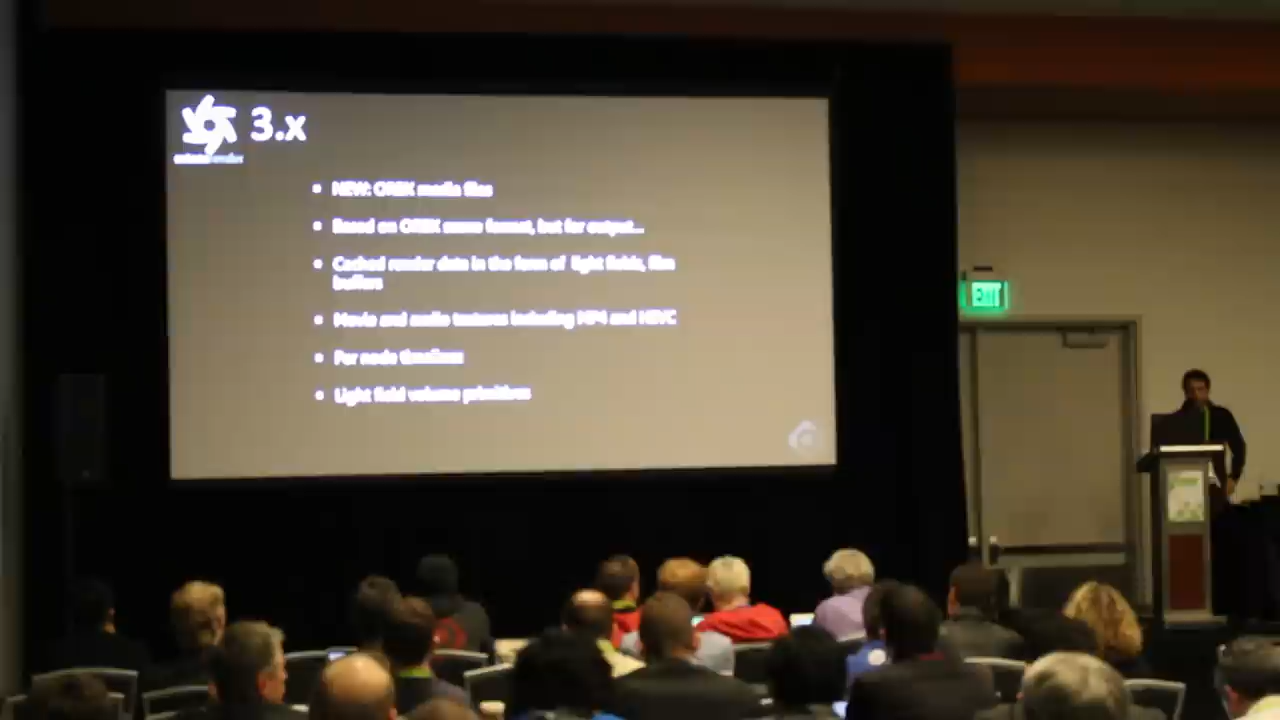 3.x
octanerender
NEW: ORBX media files
Based on ORBX scene format, but for output...
Cached render data in the form of light fields, film
buffers
Movie and audio textures including MP4 and HEVC
Per node timelines
Light field volume primitives
EXIT